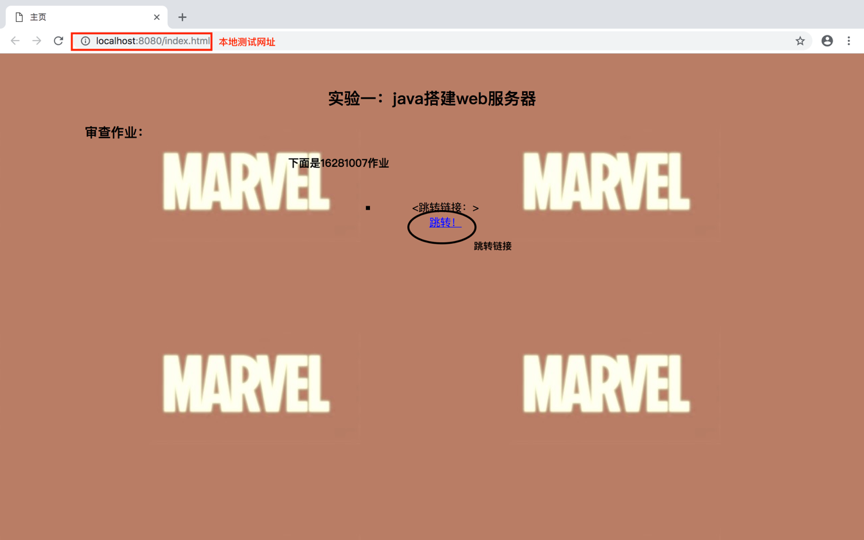 主页
localhost:8080/index.html 本地测试网址
实验一：java搭建web服务器
审查作业：
MARVEL MARVEL
下面是16281007作业
<跳转链接：>
跳转！
跳转链接
MARVEL MARVEL